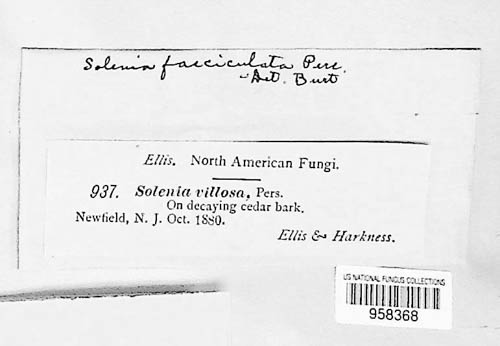 Solenia fasciculata Pers.
- Det. Burt
Ellis. North American Fungi.
937. Solenia villosa, Pers.
On decaying cedar bark.
Newfield, N. J. Oct. 1880.
Ellis & Harkness.
US NATIONAL FUNGUS COLLECTIONS
958368